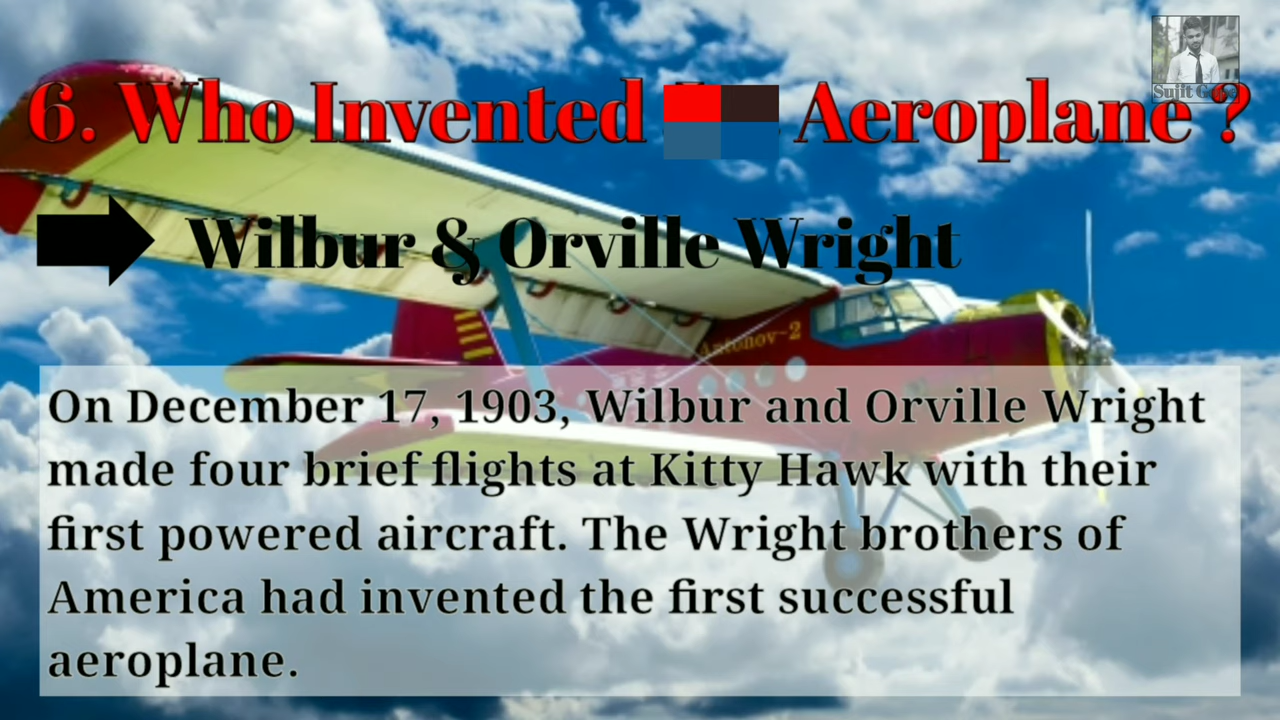 6. Who Invented Aeroplane ?
Wilbur & Orville Wright
Antonov-2
On December 17, 1903, Wilbur and Orville Wright
made four brief flights at Kitty Hawk with their
first powered aircraft. The Wright brothers of
America had invented the first successful
aeroplane.